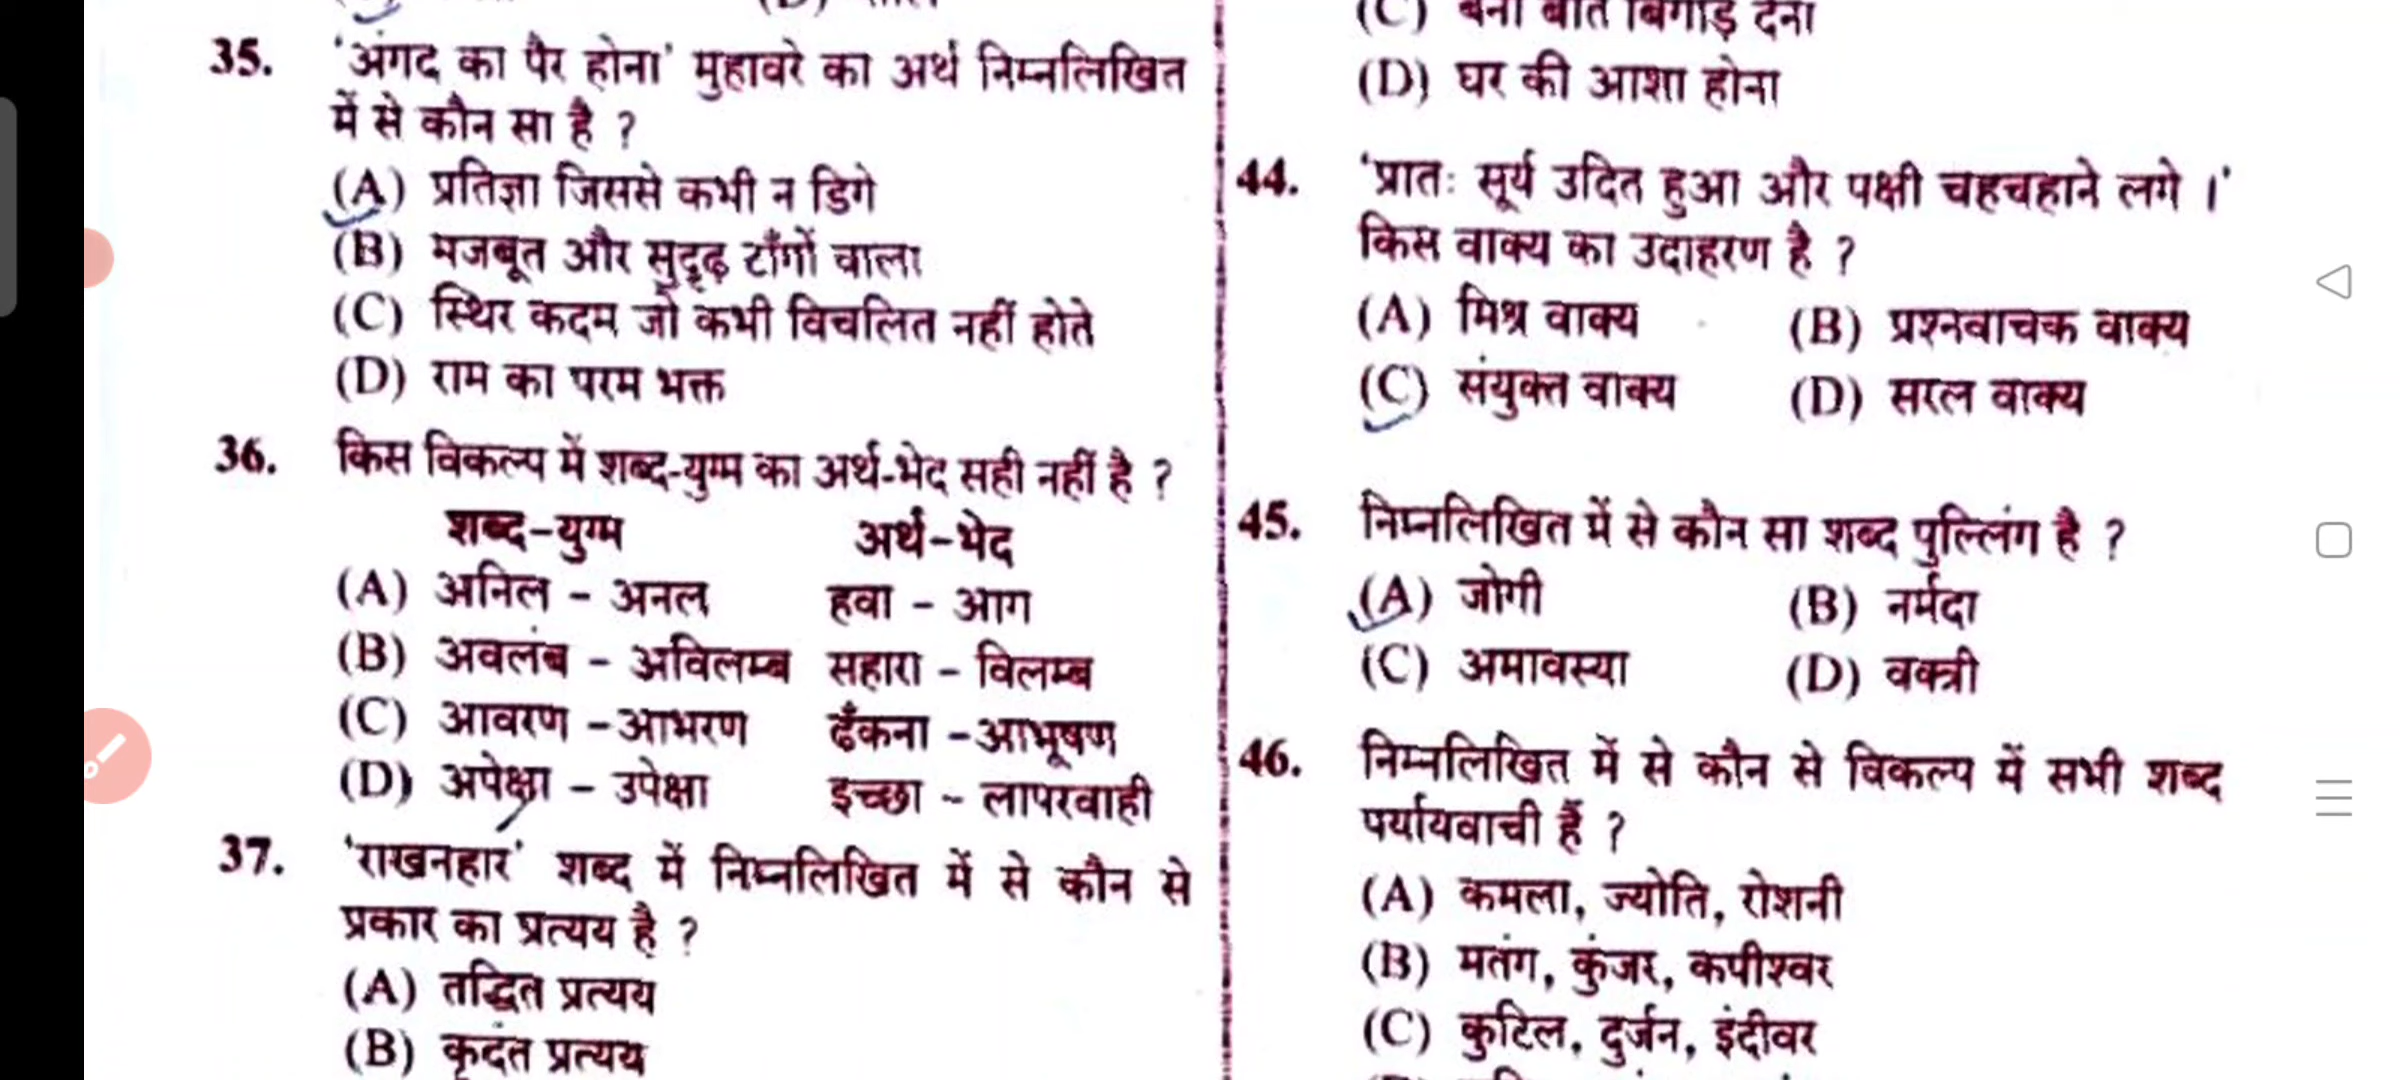 35. 'अंगद का पैर होना' मुहावरे का अर्थ निम्नलिखित
में से कौन सा है ?
(A) प्रतिज्ञा जिससे कभी न डिगे
(B) मजबूत और सुदृढ़ टाँगों वाला
(C) स्थिर कदम जो कभी विचलित नहीं होते
(D) राम का परम भक्त
36. किस विकल्प में शब्द-युग्म का अर्थ-भेद सही नहीं है ?
शब्द-युग्म अर्थ-भेद
(A) अनिल - अनल हवा - आग
(B) अवलंब - अविलम्ब सहारा - विलम्ब
(C) आवरण - आभरण ढँकना - आभूषण
(D) अपेक्षा - उपेक्षा इच्छा - लापरवाही
37. 'राखनहार' शब्द में निम्नलिखित में से कौन से
प्रकार का प्रत्यय है ?
(A) तद्धित प्रत्यय
(B) कृदंत प्रत्यय
(C) बनी बात बिगाड़ देना
(D) घर की आशा होना
44. 'प्रातः सूर्य उदित हुआ और पक्षी चहचहाने लगे ।'
किस वाक्य का उदाहरण है ?
(A) मिश्र वाक्य (B) प्रश्नवाचक वाक्य
(C) संयुक्त वाक्य (D) सरल वाक्य
45. निम्नलिखित में से कौन सा शब्द पुल्लिंग है ?
(A) जोगी (B) नर्मदा
(C) अमावस्या (D) वक्त्री
46. निम्नलिखित में से कौन से विकल्प में सभी शब्द
पर्यायवाची हैं ?
(A) कमला, ज्योति, रोशनी
(B) मतंग, कुंजर, कपीश्वर
(C) कुटिल, दुर्जन, इंदीवर